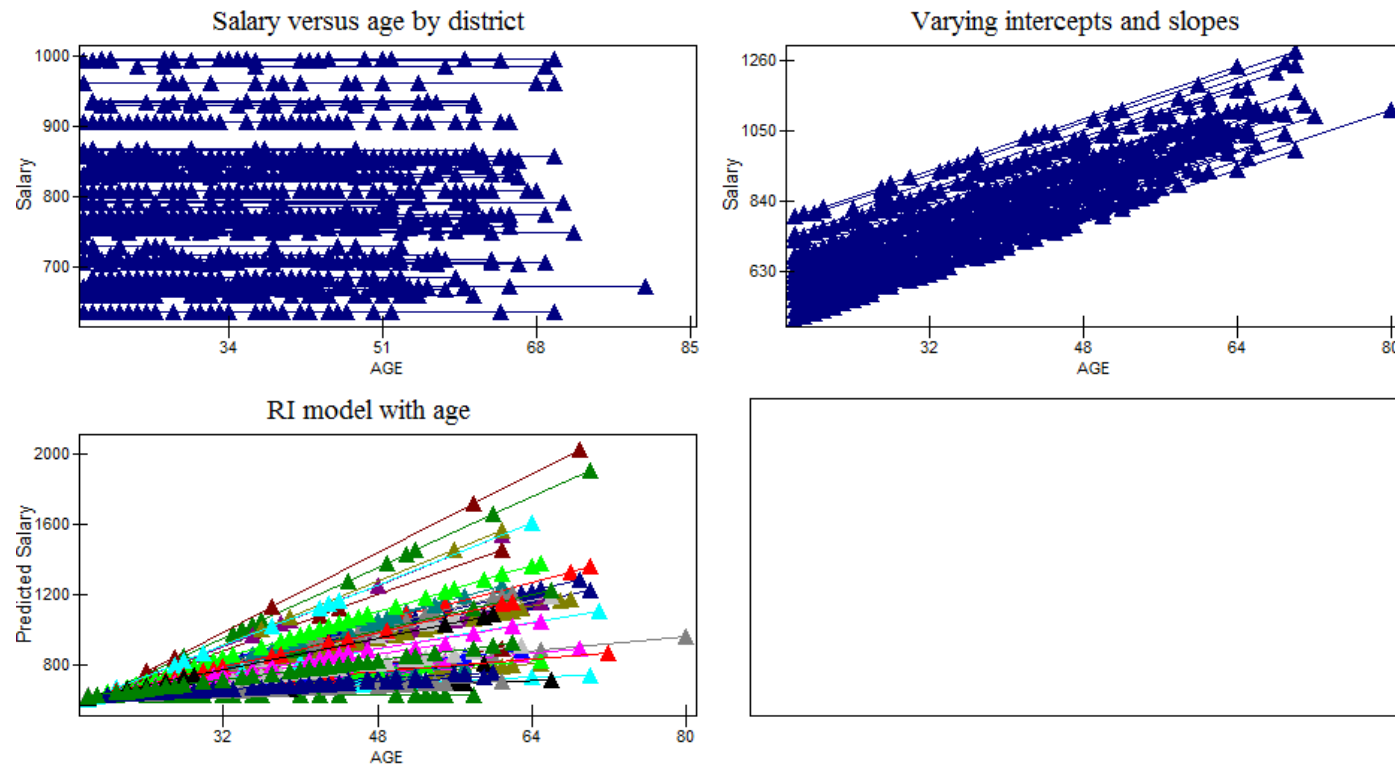 Salary versus age by district
1000
900
800
700
Salary
34
51
68
85
AGE
Varying intercepts and slopes
1260
1050
840
630
Salary
32
48
64
80
AGE
RI model with age
2000
1600
1200
800
Predicted Salary
32
48
64
80
AGE